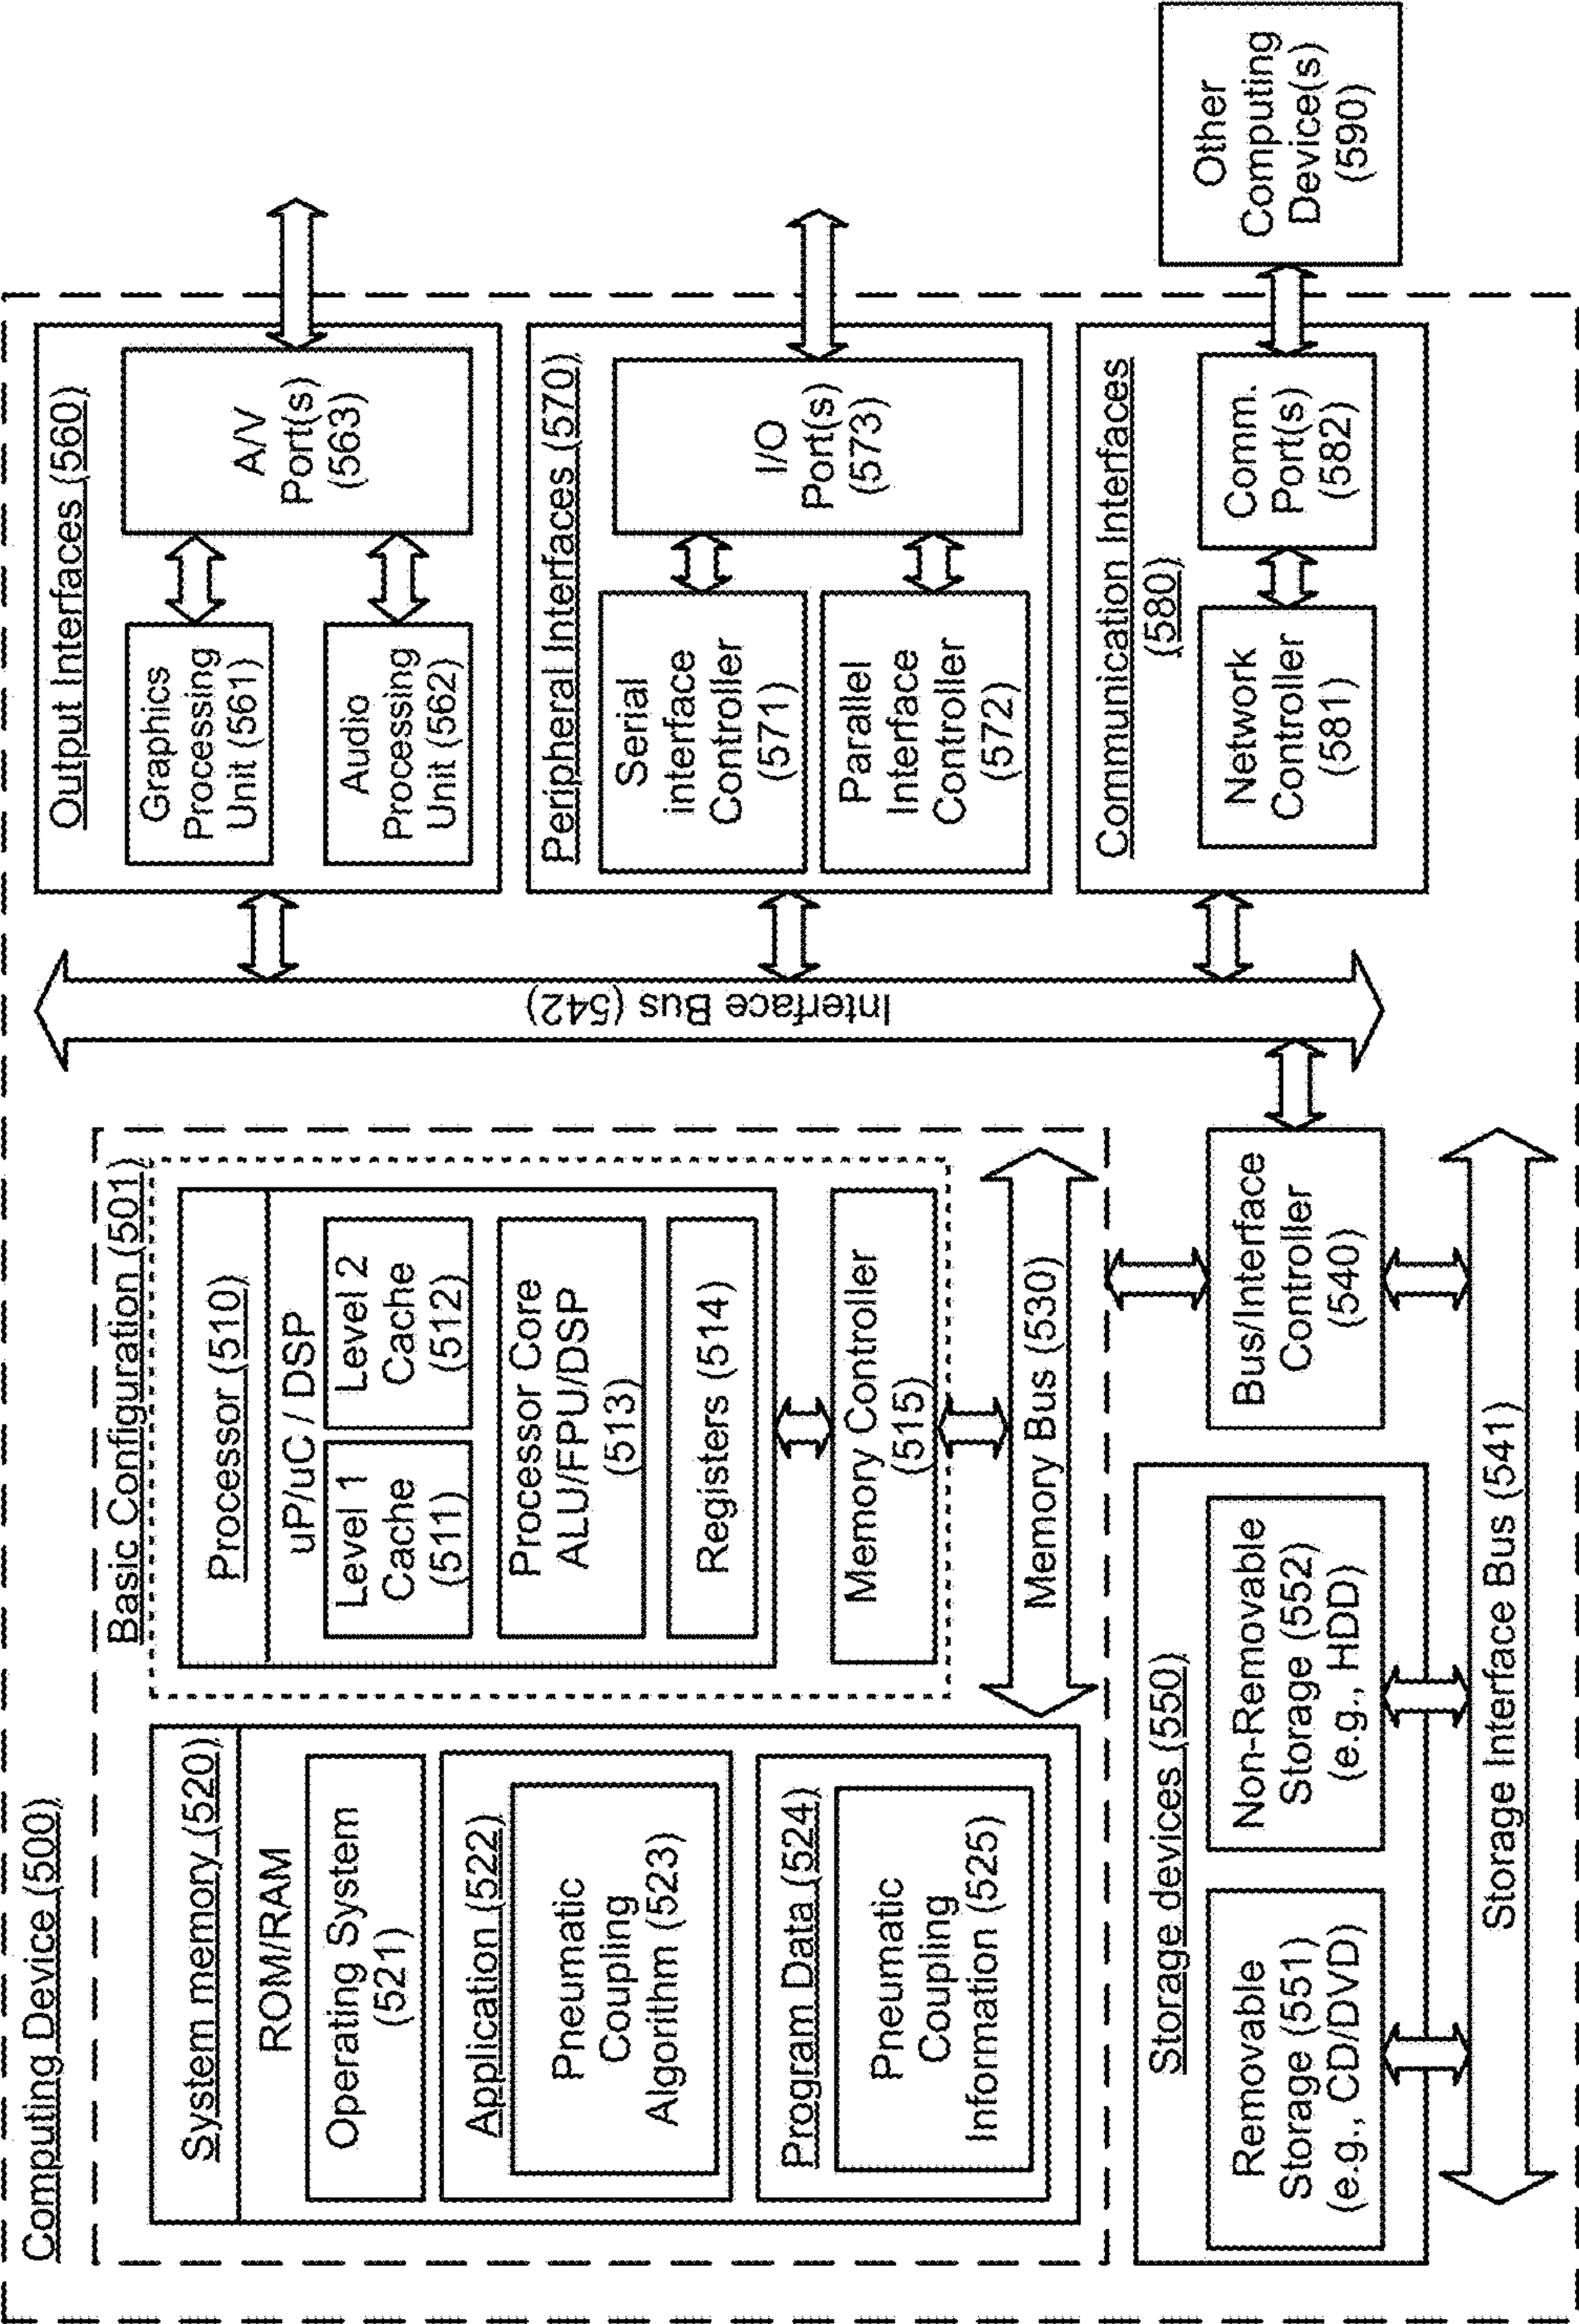 Computing Device (500)
Basic Configuration (501)
System memory (520)
ROM/RAM
Operating System
(521)
Application (522)
Pneumatic
Coupling
Algorithm (523)
Program Data (524)
Pneumatic
Coupling
Information (525)
Processor (510)
uP/uC / DSP
Level 1
Cache
(511)
Level 2
Cache
(512)
Processor Core
ALU/FPU/DSP
(513)
Registers (514)
Memory Controller
(515)
Memory Bus (530)
Bus/Interface
Controller
(540)
Storage devices (550)
Removable
Storage (551)
(e.g., CD/DVD)
Non-Removable
Storage (552)
(e.g., HDD)
Storage Interface Bus (541)
Interface Bus (542)
Output Interfaces (560)
Graphics
Processing
Unit (561)
Audio
Processing
Unit (562)
A/V
Port(s)
(563)
Peripheral Interfaces (570)
Serial
interface
Controller
(571)
Parallel
Interface
Controller
(572)
I/O
Port(s)
(573)
Communication Interfaces
(580)
Network
Controller
(581)
Comm.
Port(s)
(582)
Other
Computing
Device(s)
(590)